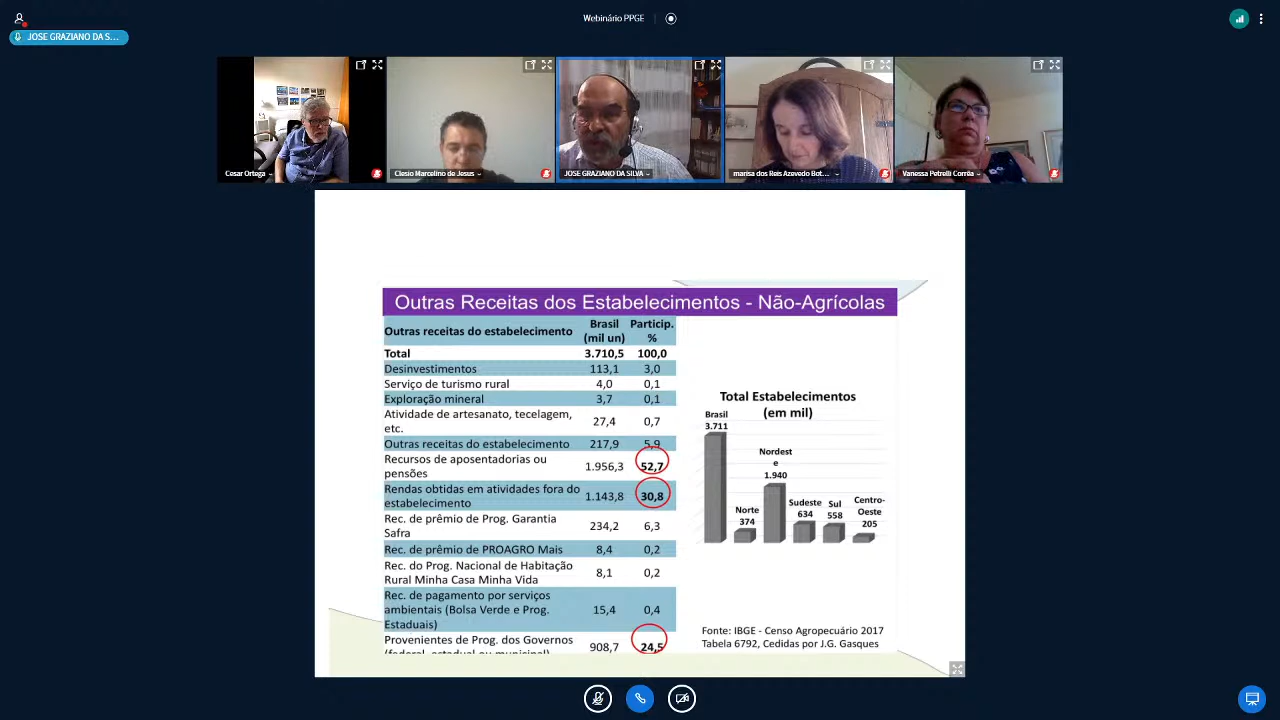 Webinário PPGE
JOSE GRAZIANO DA S...
Cesar Ortega
Clesio Marcelino de Jesus
JOSE GRAZIANO DA SILVA
marisa dos Reis Azevedo Bot...
Vanessa Petrelli Corrêa
Outras Receitas dos Estabelecimentos - Não-Agrícolas
Outras receitas do estabelecimento Brasil (mil un) Particip. %
Total 3.710,5 100,0
Desinvestimentos 113,1 3,0
Serviço de turismo rural 4,0 0,1
Exploração mineral 3,7 0,1
Atividade de artesanato, tecelagem,
etc. 27,4 0,7
Outras receitas do estabelecimento 217,9 5,9
Recursos de aposentadorias ou
pensões 1.956,3 52,7
Rendas obtidas em atividades fora do
estabelecimento 1.143,8 30,8
Rec. de prêmio de Prog. Garantia
Safra 234,2 6,3
Rec. de prêmio de PROAGRO Mais 8,4 0,2
Rec. do Prog. Nacional de Habitação
Rural Minha Casa Minha Vida 8,1 0,2
Rec. de pagamento por serviços
ambientais (Bolsa Verde e Prog.
Estaduais) 15,4 0,4
Provenientes de Prog. dos Governos
(federal, estadual ou municipal) 908,7 24,5
Total Estabelecimentos
(em mil)
Brasil
3.711
Norte
374
Nordest
e
1.940
Sudeste
634
Sul
558
Centro-
Oeste
205
Fonte: IBGE - Censo Agropecuário 2017
Tabela 6792, Cedidas por J.G. Gasques